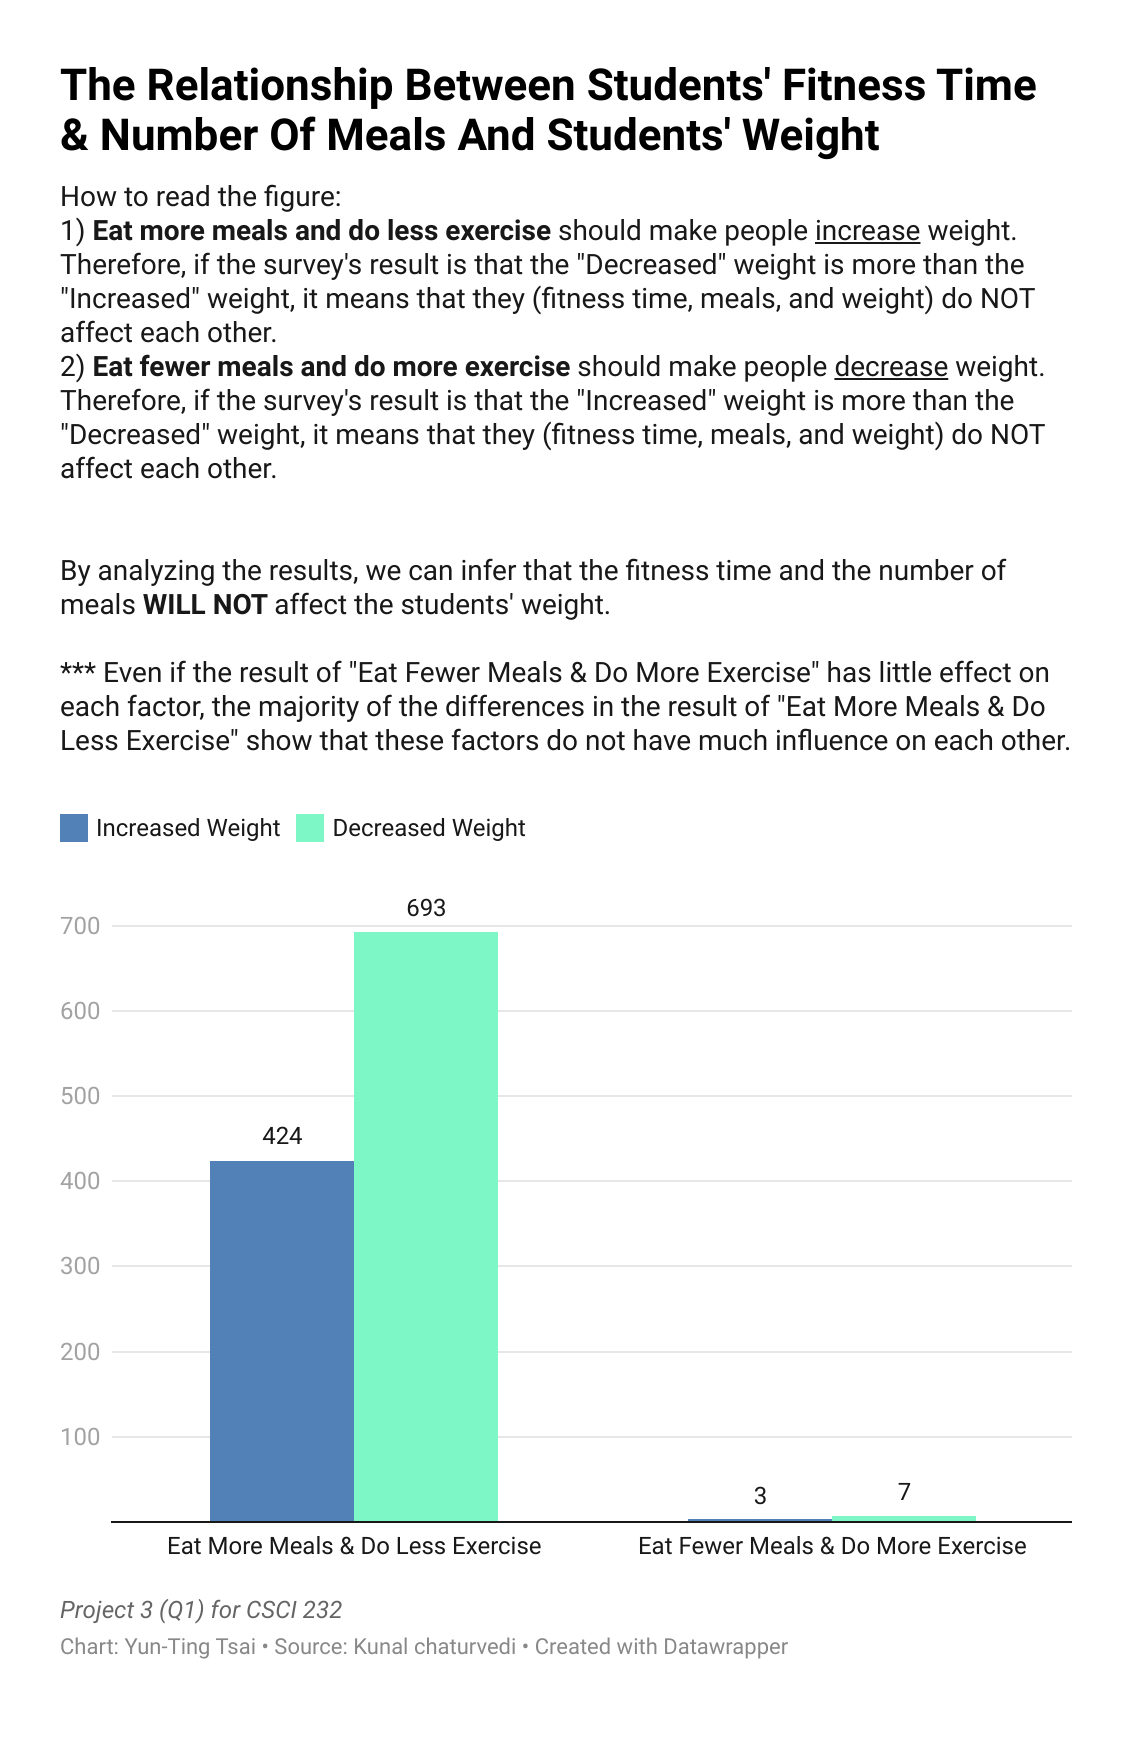 The Relationship Between Students' Fitness Time
& Number Of Meals And Students' Weight
How to read the figure:
1) Eat more meals and do less exercise should make people increase weight.
Therefore, if the survey's result is that the "Decreased" weight is more than the
"Increased" weight, it means that they (fitness time, meals, and weight) do NOT
affect each other.
2) Eat fewer meals and do more exercise should make people decrease weight.
Therefore, if the survey's result is that the "Increased" weight is more than the
"Decreased" weight, it means that they (fitness time, meals, and weight) do NOT
affect each other.
By analyzing the results, we can infer that the fitness time and the number of
meals WILL NOT affect the students' weight.
*** Even if the result of "Eat Fewer Meals & Do More Exercise" has little effect on
each factor, the majority of the differences in the result of "Eat More Meals & Do
Less Exercise" show that these factors do not have much influence on each other.
Increased Weight Decreased Weight
693
700
600
500
424
400
300
200
100
3 7
Eat More Meals & Do Less Exercise Eat Fewer Meals & Do More Exercise
Project 3 (Q1) for CSCI 232
Chart: Yun-Ting Tsai • Source: Kunal chaturvedi • Created with Datawrapper